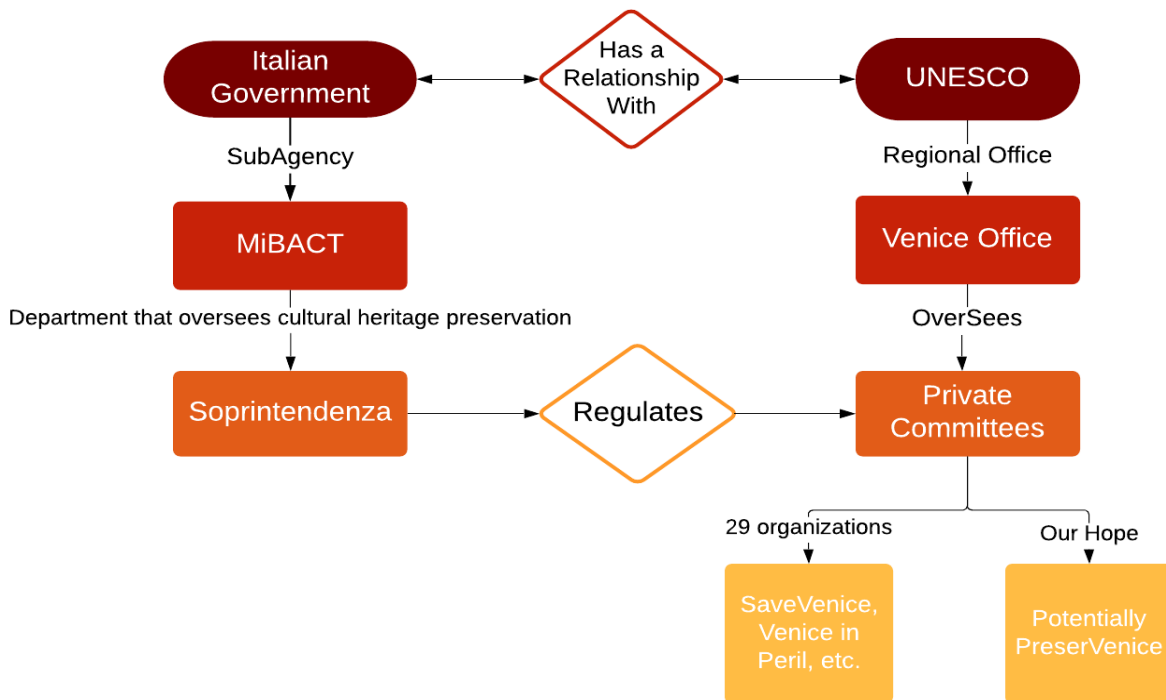 Italian
Government
Has a
Relationship
With
UNESCO
SubAgency
Regional Office
MiBACT
Venice Office
Department that oversees cultural heritage preservation
OverSees
Soprintendenza
Regulates
Private
Committees
29 organizations
Our Hope
SaveVenice,
Venice in
Peril, etc.
Potentially
PreserVenice